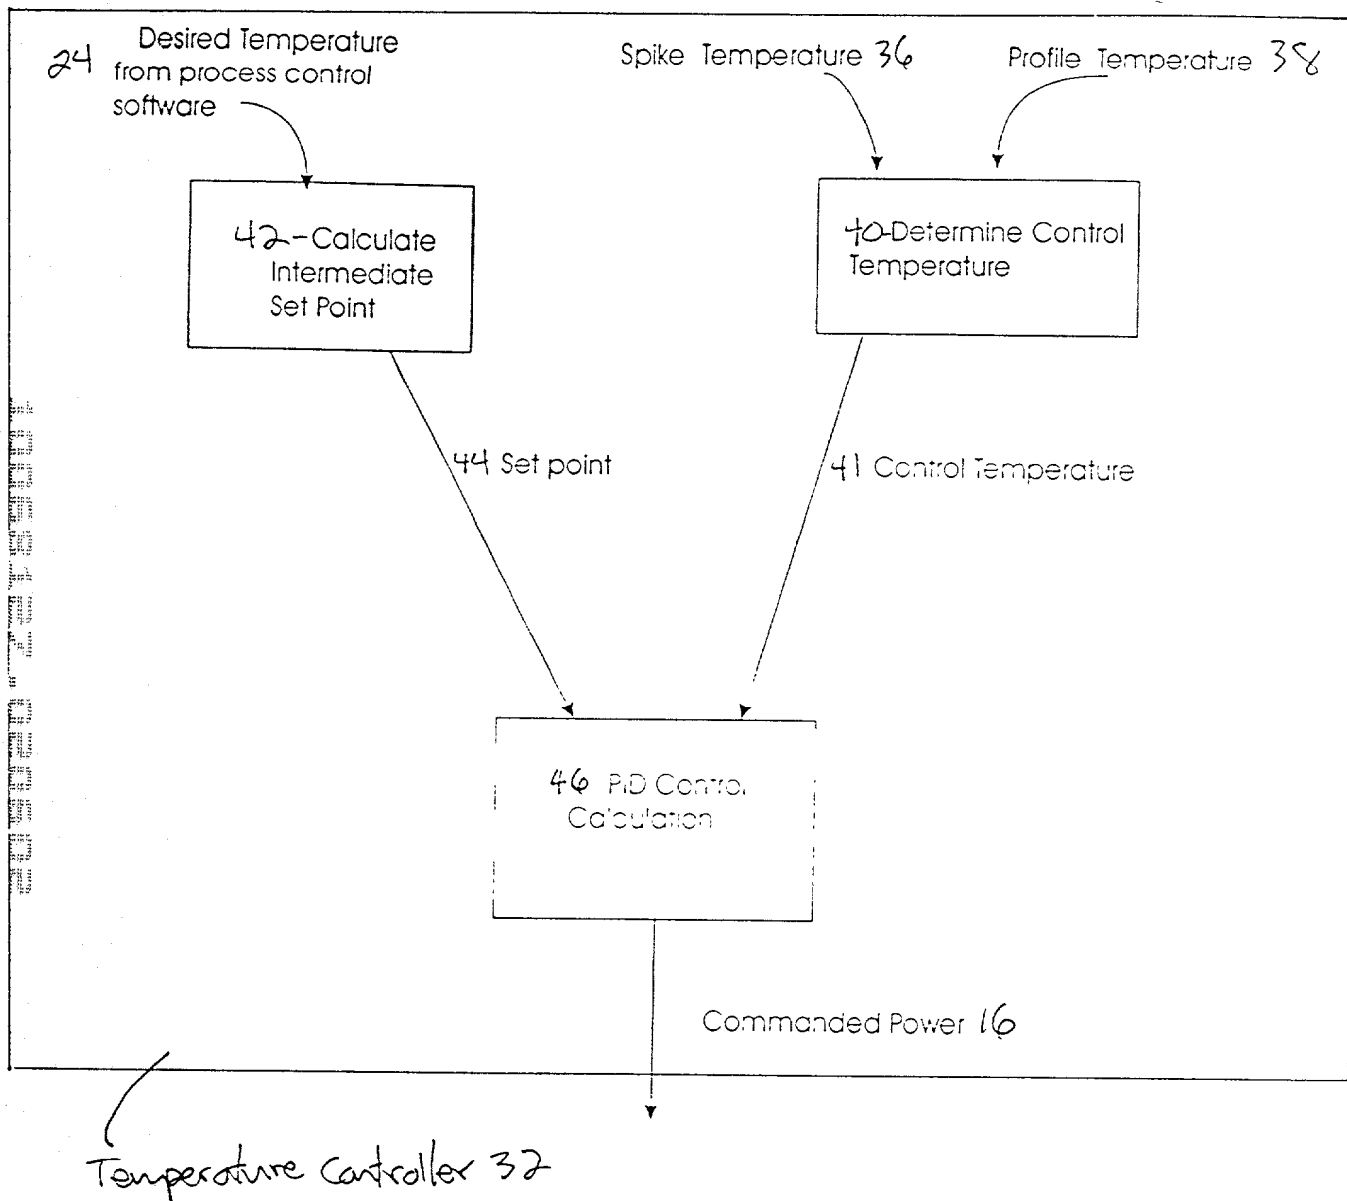 24 Desired Temperature
from process control
software
Spike Temperature 36
Profile Temperature 38
42-Calculate
Intermediate
Set Point
40-Determine Control
Temperature
44 Set point
41 Control Temperature
46 PID Control
Calculation
Commanded Power 16
Temperature Controller 32